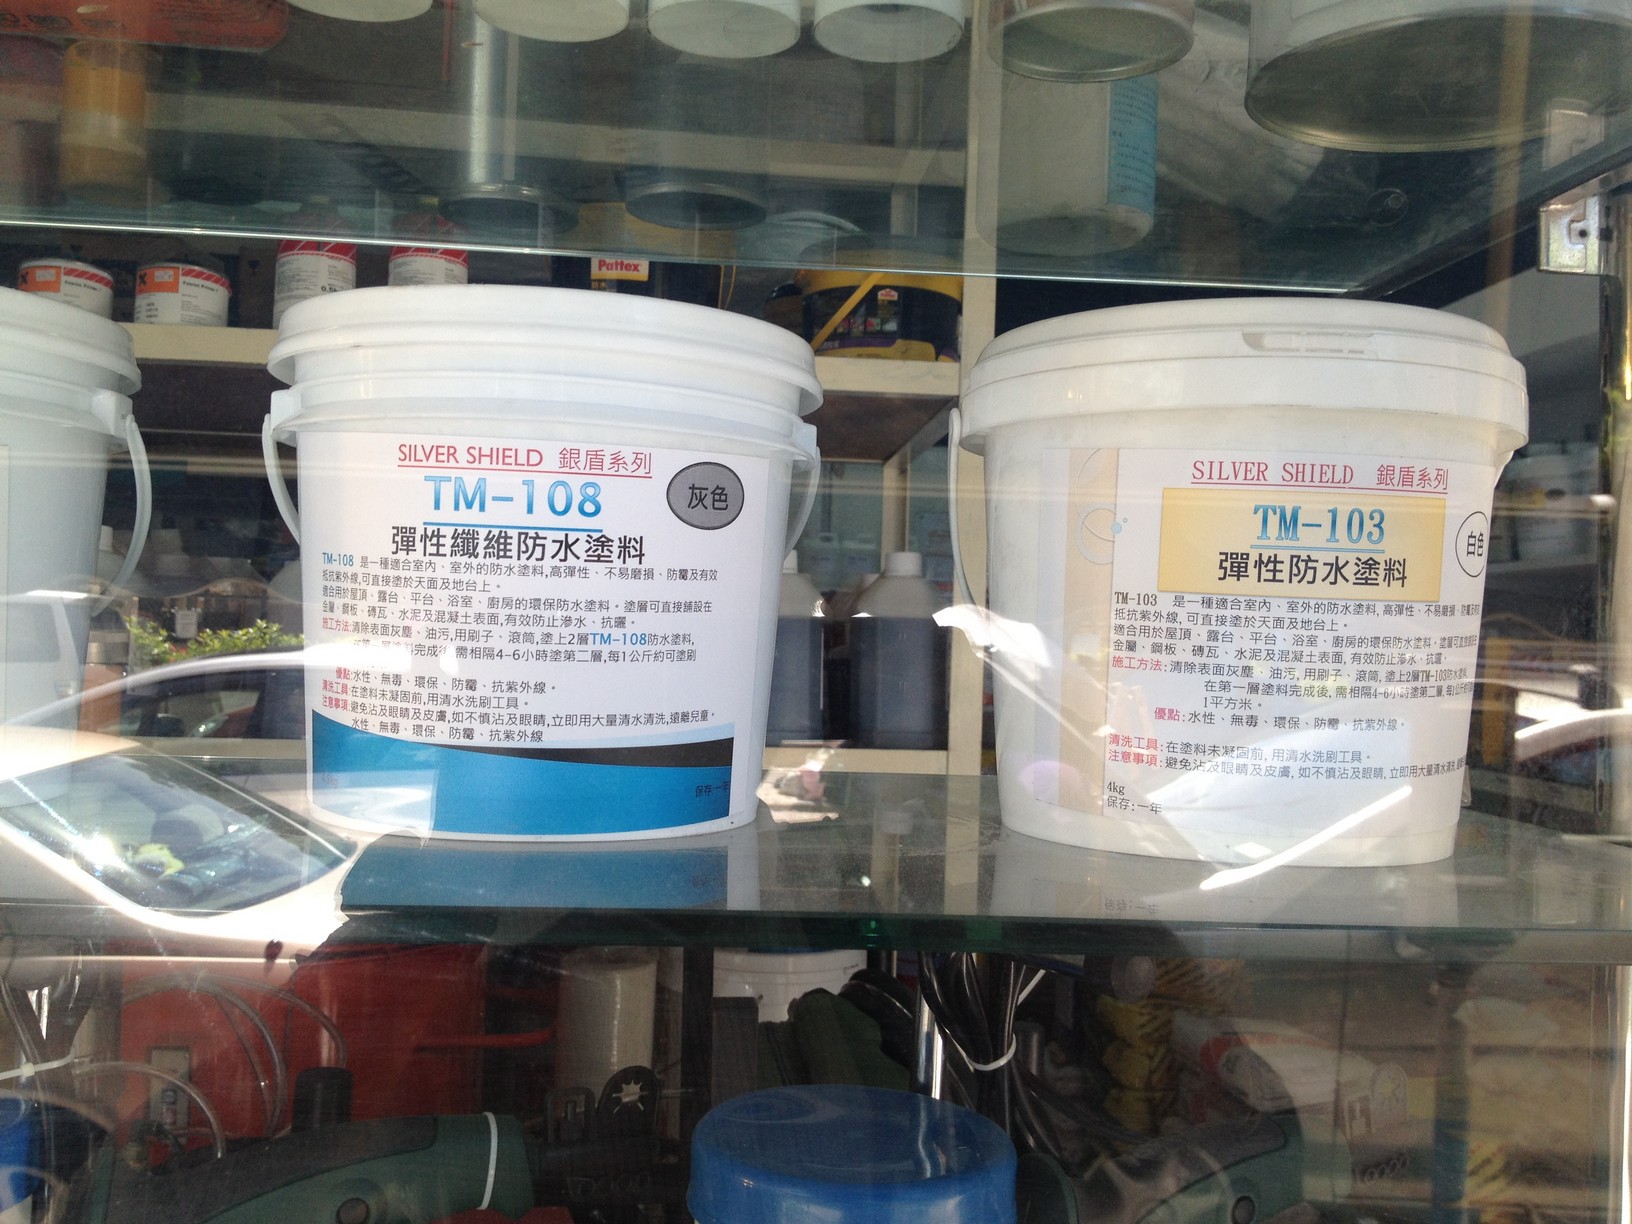 Pattex
SILVER SHIELD 銀盾系列
TM-108
灰色
彈性纖維防水塗料
TM-108 是一種適合室內、室外的防水塗料,高彈性、不易磨損、防霉及有效
抵抗紫外線,可直接塗於天面及地台上。
適合用於屋頂、露台、平台、浴室、廚房的環保防水塗料。塗層可直接舖設在
金屬、鋼板、磚瓦、水泥及混凝土表面,有效防止滲水、抗曬。
施工方法:清除表面灰塵、油污,用刷子、滾筒,塗上2層TM-108防水塗料,
完成後,需相隔4-6小時塗第二層,每1公斤約可塗刷
優點:水性、無毒、環保、防霉、抗紫外線。
清洗工具:在塗料未凝固前,用清水洗刷工具。
注意事項:避免沾及眼睛及皮膚,如不慎沾及眼睛,立即用大量清水清洗,遠離兒童。
水性、無毒、環保、防霉、抗紫外線
保存:一年
SILVER SHIELD 銀盾系列
TM-103
白色
彈性防水塗料
TM-103 是一種適合室內、室外的防水塗料,高彈性、不易磨損、防霉及有
抵抗紫外線,可直接塗於天面及地台上。
適合用於屋頂、露台、平台、浴室、廚房的環保防水塗料。塗層可直接
金屬、鋼板、磚瓦、水泥及混凝土表面,有效防止滲水、抗曬。
施工方法:清除表面灰塵、油污,用刷子、滾筒,塗上2層TM-103防水塗料,
在第一層塗料完成後,需相隔4-6小時塗第二層,每1公斤
1平方米。
優點:水性、無毒、環保、防霉、抗紫外線。
清洗工具:在塗料未凝固前,用清水洗刷工具。
注意事項:避免沾及眼睛及皮膚,如不慎沾及眼睛,立即用大量清水清洗
4kg
保存:一年